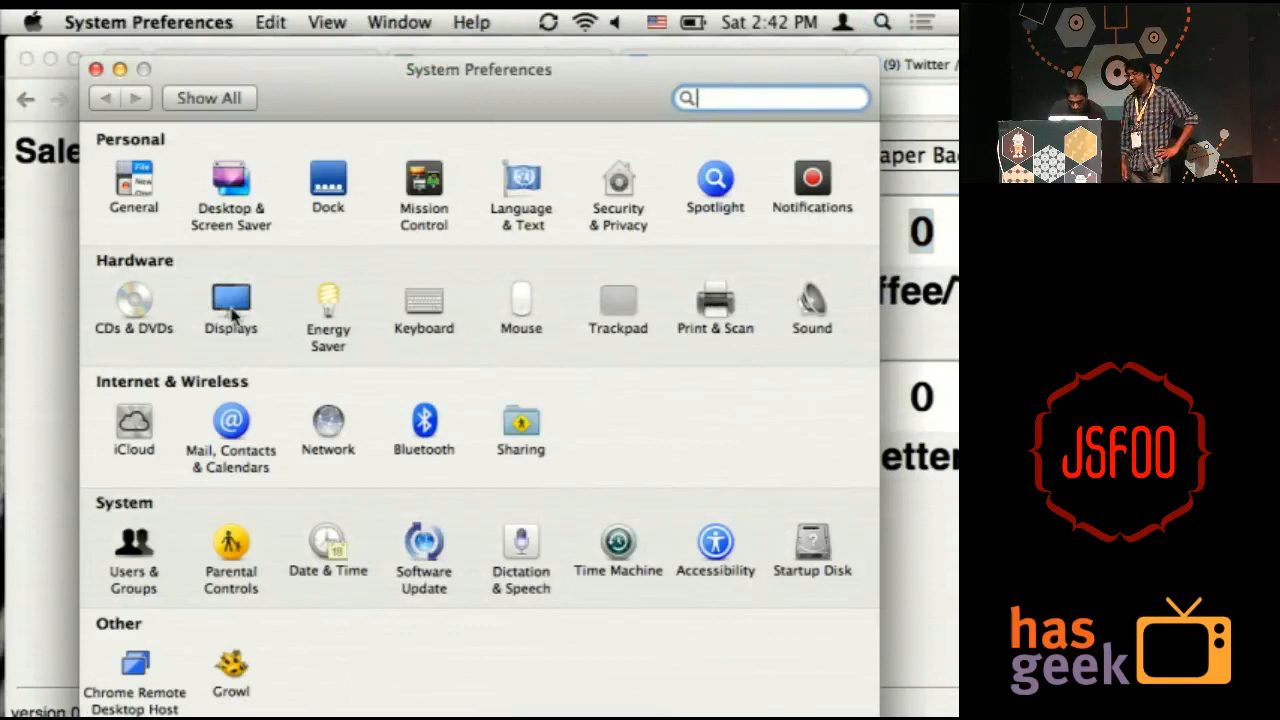 System Preferences Edit View Window Help Sat 2:42 PM
System Preferences
(9) Twitter /
Show All
Sale
aper Ba
Personal
General
Desktop & Screen Saver
Dock
Mission Control
Language & Text
Security & Privacy
Spotlight
Notifications
0
ffee/
Hardware
CDs & DVDs
Displays
Energy Saver
Keyboard
Mouse
Trackpad
Print & Scan
Sound
Internet & Wireless
iCloud
Mail, Contacts & Calendars
Network
Bluetooth
Sharing
0
etter
System
Users & Groups
Parental Controls
Date & Time
18
Software Update
Dictation & Speech
Time Machine
Accessibility
Startup Disk
Other
Chrome Remote Desktop Host
Growl
version 0
JSFOO
has
geek